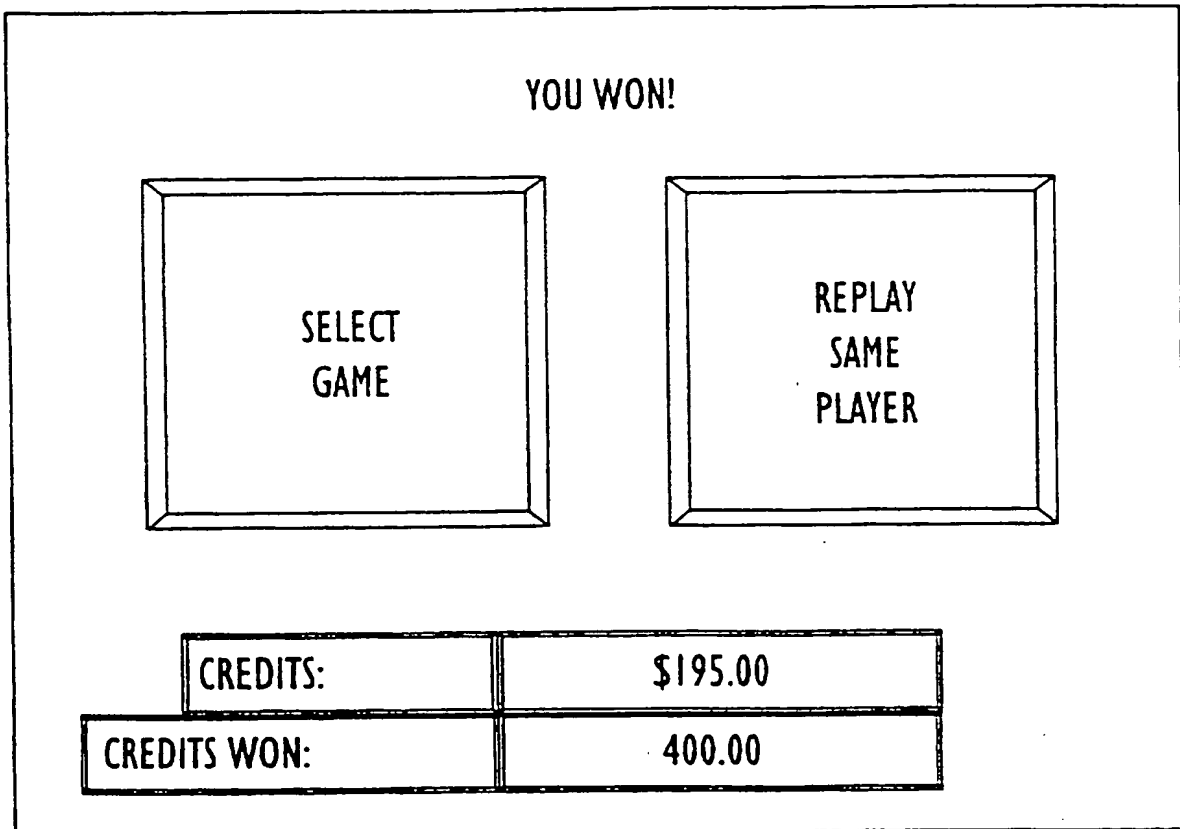 YOU WON!
SELECT
GAME
REPLAY
SAME
PLAYER
CREDITS: $195.00
CREDITS WON: 400.00